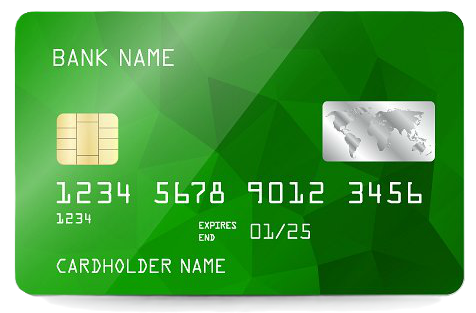 BANK NAME
1234 5678 9012 3456
1234
EXPIRES
END 01/25
CARDHOLDER NAME